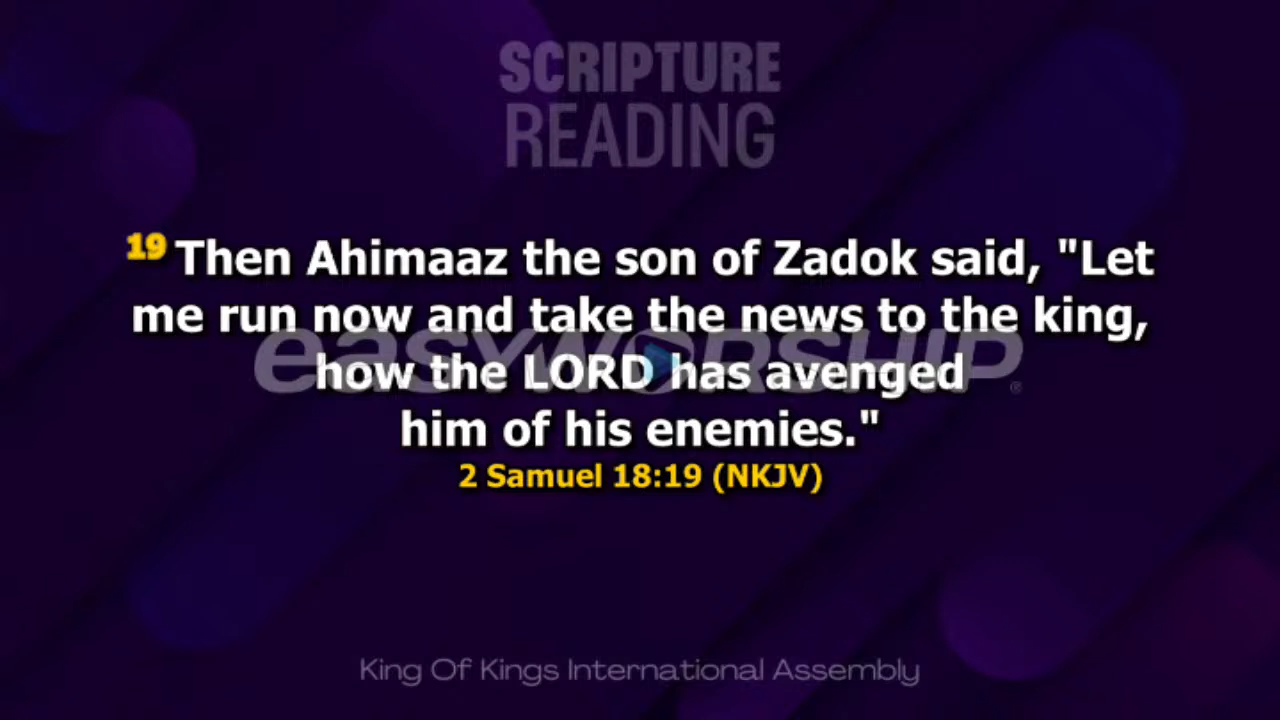 SCRIPTURE
READING
19 Then Ahimaaz the son of Zadok said, "Let
me run now and take the news to the king,
how the LORD has avenged
him of his enemies."
easyworship®
2 Samuel 18:19 (NKJV)
King Of Kings International Assembly